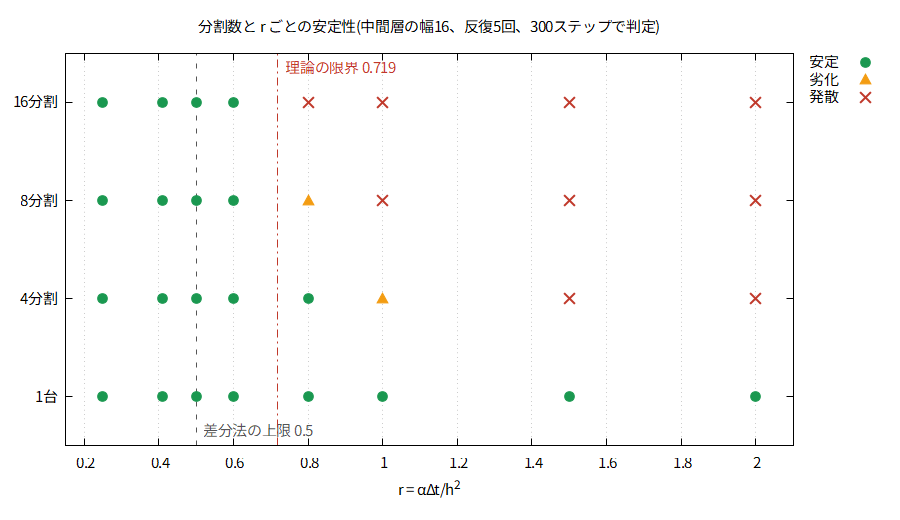 分割数と r ごとの安定性(中間層の幅16、反復5回、300ステップで判定)
安定
劣化
発散
理論の限界 0.719
16分割
8分割
4分割
1台
差分法の上限 0.5
0.2 0.4 0.6 0.8 1 1.2 1.4 1.6 1.8 2
r = αΔt/h²